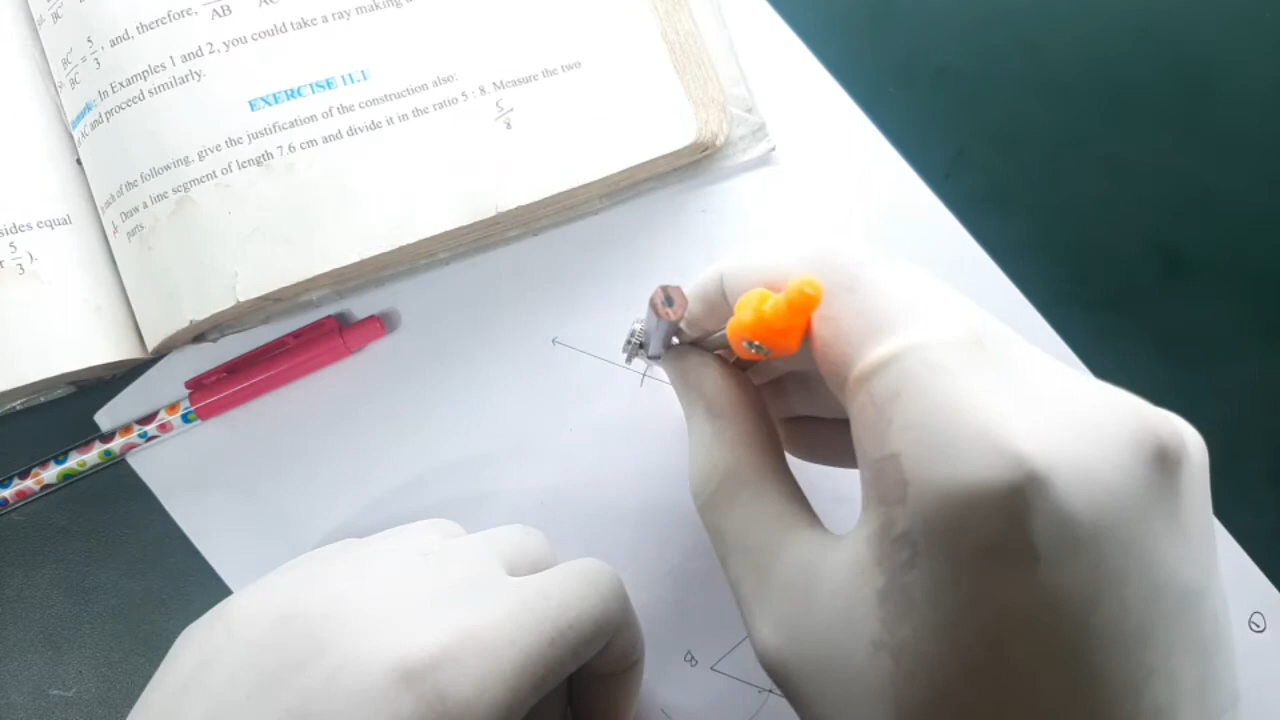 BC'
BC'/BC = 5/3, and, therefore,
AB AC
Remark: In Examples 1 and 2, you could take a ray making a
AC and proceed similarly.
EXERCISE 11.1
each of the following, give the justification of the construction also:
Draw a line segment of length 7.6 cm and divide it in the ratio 5 : 8. Measure the two
parts.
5/8
sides equal
5/3).
B
1